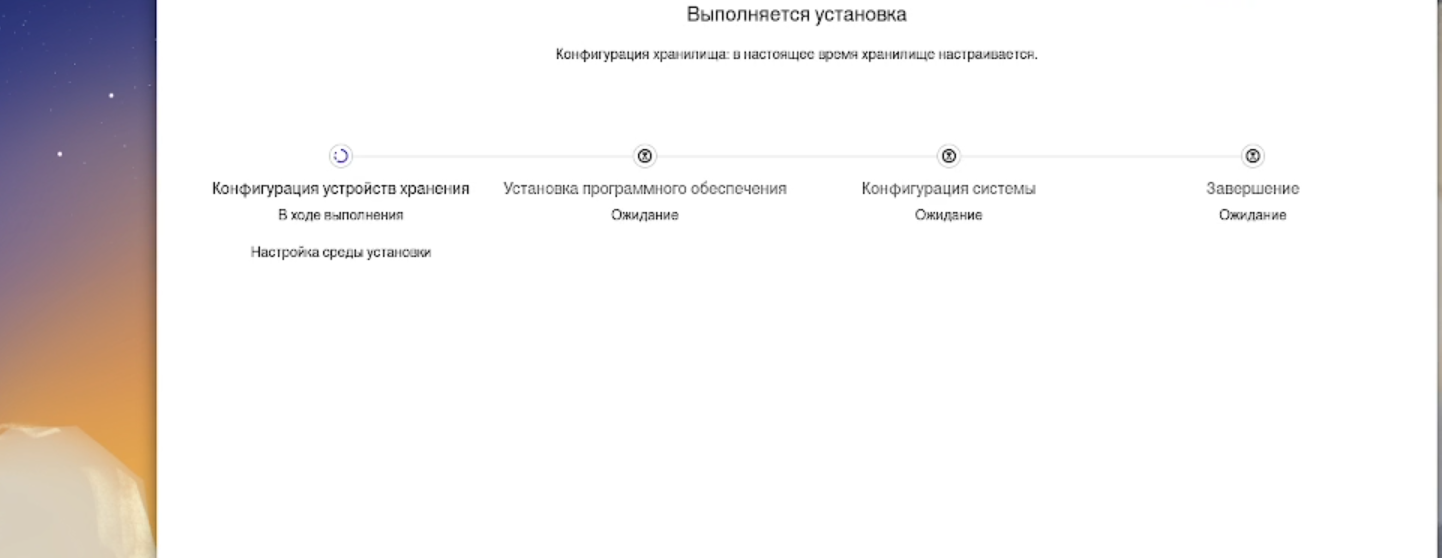 Выполняется установка
Конфигурация хранилища: в настоящее время хранилище настраивается.
Конфигурация устройств хранения
Установка программного обеспечения
Конфигурация системы
Завершение
В ходе выполнения
Ожидание
Ожидание
Ожидание
Настройка среды установки